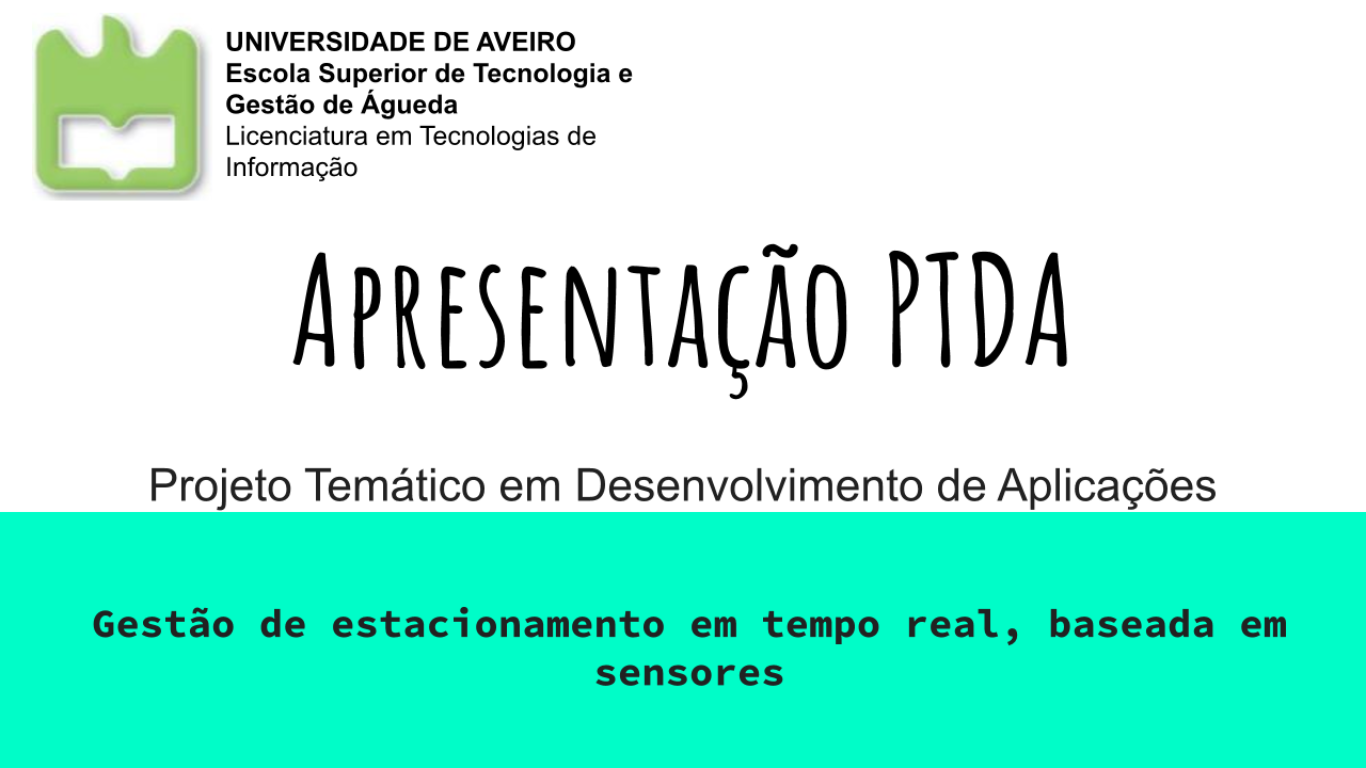 UNIVERSIDADE DE AVEIRO
Escola Superior de Tecnologia e
Gestão de Águeda
Licenciatura em Tecnologias de
Informação
Apresentação PTDA
Projeto Temático em Desenvolvimento de Aplicações
Gestão de estacionamento em tempo real, baseada em
sensores